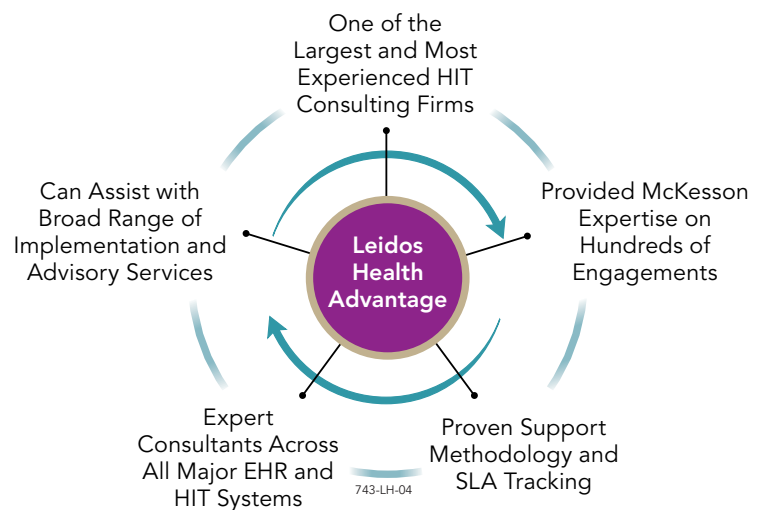 One of the
Largest and Most
Experienced HIT
Consulting Firms
Provided McKesson
Expertise on
Hundreds of
Engagements
Proven Support
Methodology and
SLA Tracking
Expert
Consultants Across
All Major EHR and
HIT Systems
Can Assist with
Broad Range of
Implementation and
Advisory Services
Leidos
Health
Advantage
743-LH-04